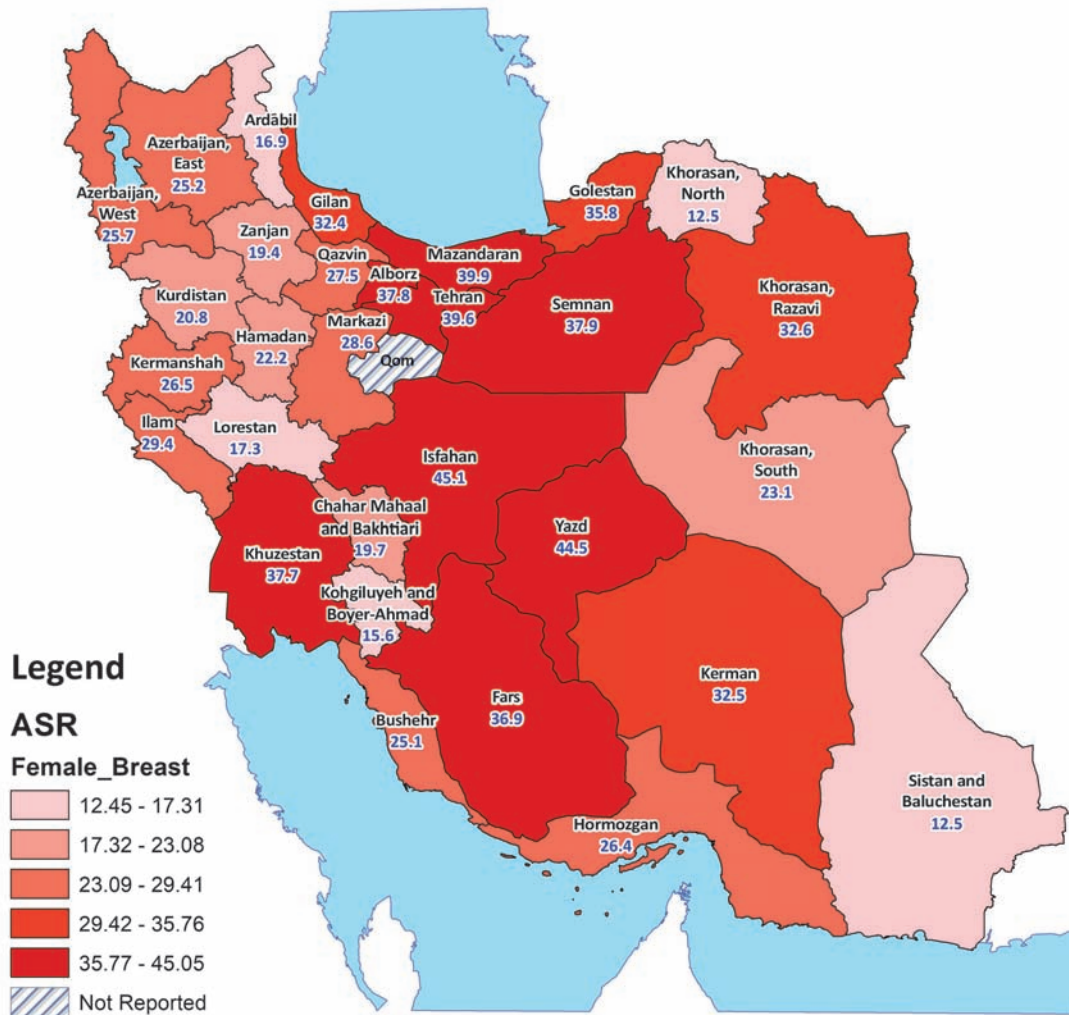 Ardabil
16.9
Azerbaijan,
East
25.2
Azerbaijan,
West
25.7
Gilan
32.4
Golestan
35.8
Khorasan,
North
12.5
Zanjan
19.4
Qazvin
27.5
Mazandaran
39.9
Alborz
37.8
Tehran
39.6
Semnan
37.9
Khorasan,
Razavi
32.6
Kurdistan
20.8
Hamadan
22.2
Markazi
28.6
Qom
Kermanshah
26.5
Ilam
29.4
Lorestan
17.3
Isfahan
45.1
Khorasan,
South
23.1
Chahar Mahaal
and Bakhtiari
19.7
Yazd
44.5
Khuzestan
37.7
Kohgiluyeh and
Boyer-Ahmad
15.6
Kerman
32.5
Fars
36.9
Bushehr
25.1
Sistan and
Baluchestan
12.5
Hormozgan
26.4
Legend
ASR
Female_Breast
12.45 - 17.31
17.32 - 23.08
23.09 - 29.41
29.42 - 35.76
35.77 - 45.05
Not Reported